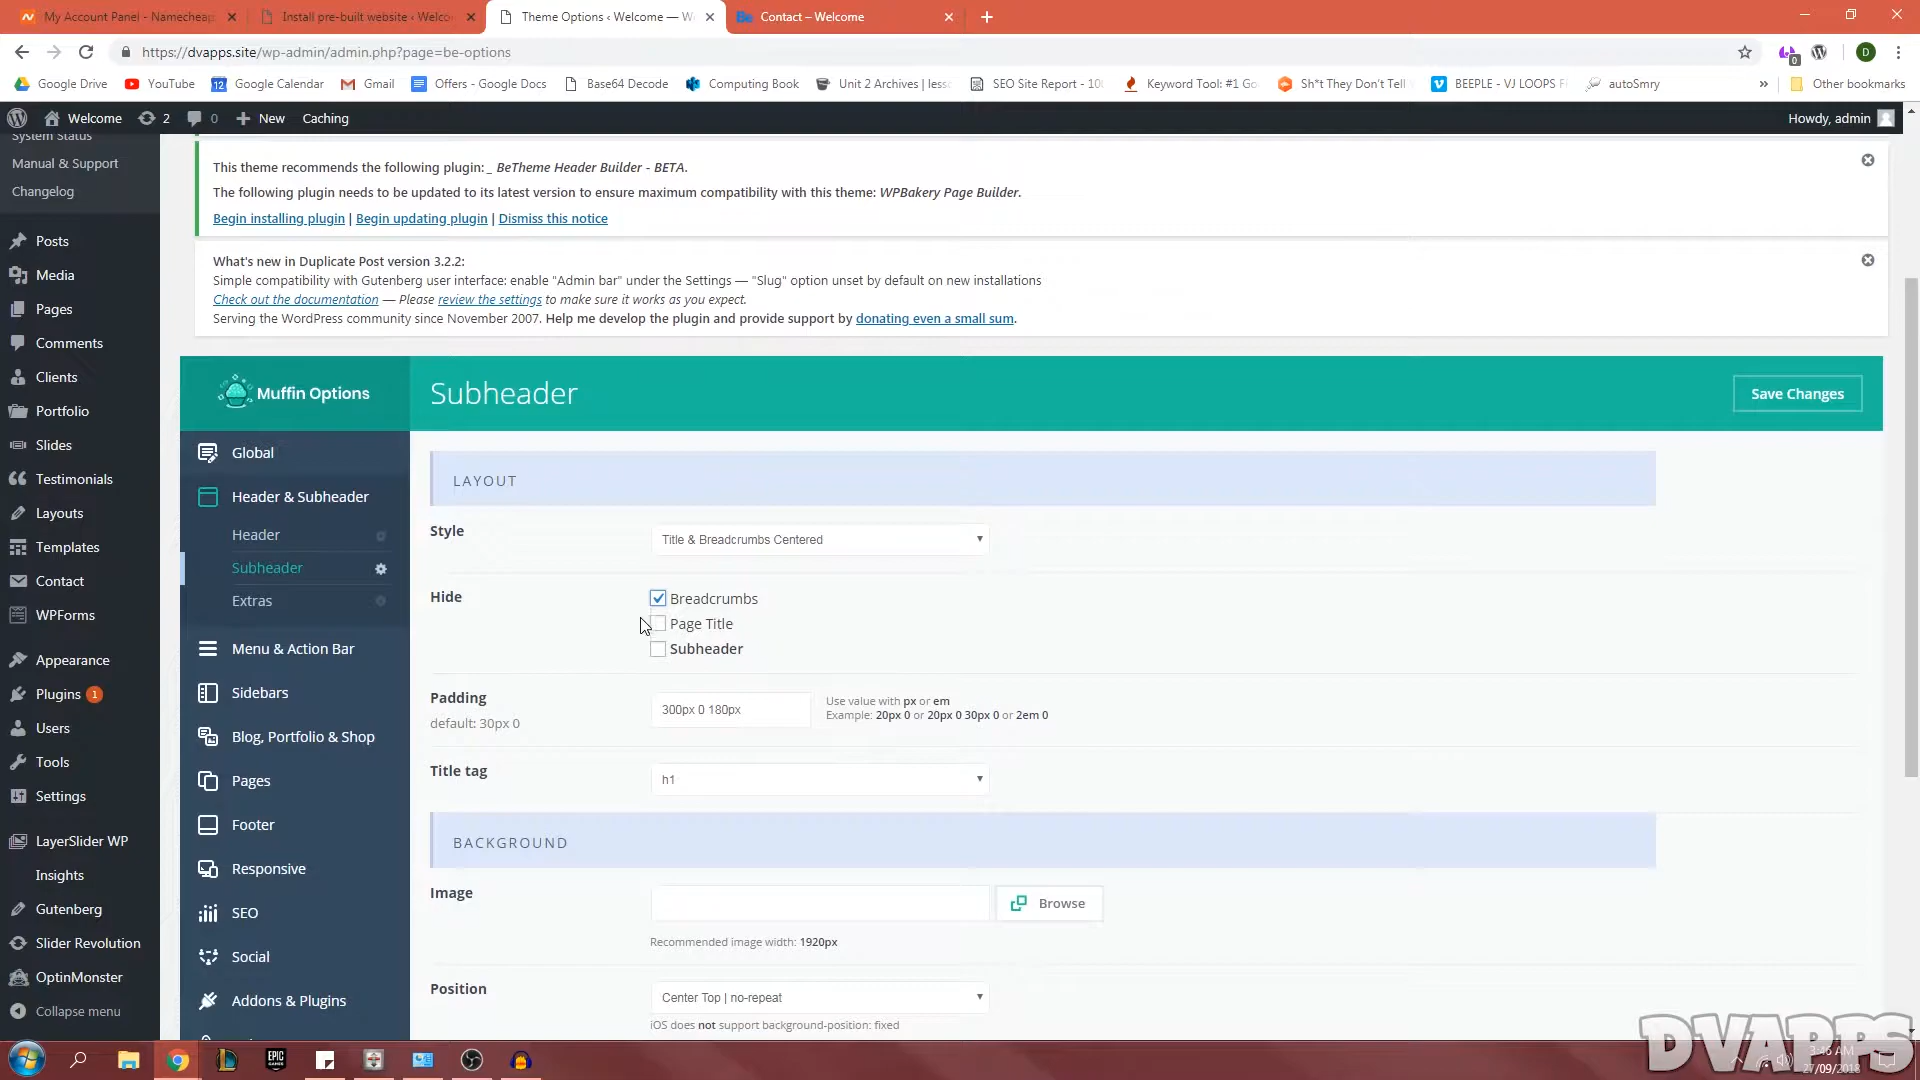 My Account Panel - Namecheap
Install pre-built website ‹ Welco
Theme Options ‹ Welcome — W
Be Contact – Welcome
https://dvapps.site/wp-admin/admin.php?page=be-options
0
D
Google Drive
YouTube
12 Google Calendar
Gmail
Offers - Google Docs
Base64 Decode
Computing Book
Unit 2 Archives | less
SEO Site Report - 10
Keyword Tool: #1 Go
Sh*t They Don't Tell
BEEPLE - VJ LOOPS F
autoSmry
»
Other bookmarks
Welcome
2
0
+ New
Caching
Howdy, admin
System Status
Manual & Support
Changelog
Posts
Media
Pages
Comments
Clients
Portfolio
Slides
Testimonials
Layouts
Templates
Contact
WPForms
Appearance
Plugins 1
Users
Tools
Settings
LayerSlider WP
Insights
Gutenberg
Slider Revolution
OptinMonster
Collapse menu
This theme recommends the following plugin: _ BeTheme Header Builder - BETA.
The following plugin needs to be updated to its latest version to ensure maximum compatibility with this theme: WPBakery Page Builder.
Begin installing plugin | Begin updating plugin | Dismiss this notice
What's new in Duplicate Post version 3.2.2:
Simple compatibility with Gutenberg user interface: enable "Admin bar" under the Settings — "Slug" option unset by default on new installations
Check out the documentation — Please review the settings to make sure it works as you expect.
Serving the WordPress community since November 2007. Help me develop the plugin and provide support by donating even a small sum.
Muffin Options
Subheader
Save Changes
Global
Header & Subheader
Header
Subheader
Extras
Menu & Action Bar
Sidebars
Blog, Portfolio & Shop
Pages
Footer
Responsive
SEO
Social
Addons & Plugins
LAYOUT
Style
Title & Breadcrumbs Centered
Hide
Breadcrumbs
Page Title
Subheader
Padding
default: 30px 0
300px 0 180px
Use value with px or em
Example: 20px 0 or 20px 0 30px 0 or 2em 0
Title tag
h1
BACKGROUND
Image
Browse
Recommended image width: 1920px
Position
Center Top | no-repeat
iOS does not support background-position: fixed
EPIC
GAMES
DVAPPS
3:46 AM
27/09/2018